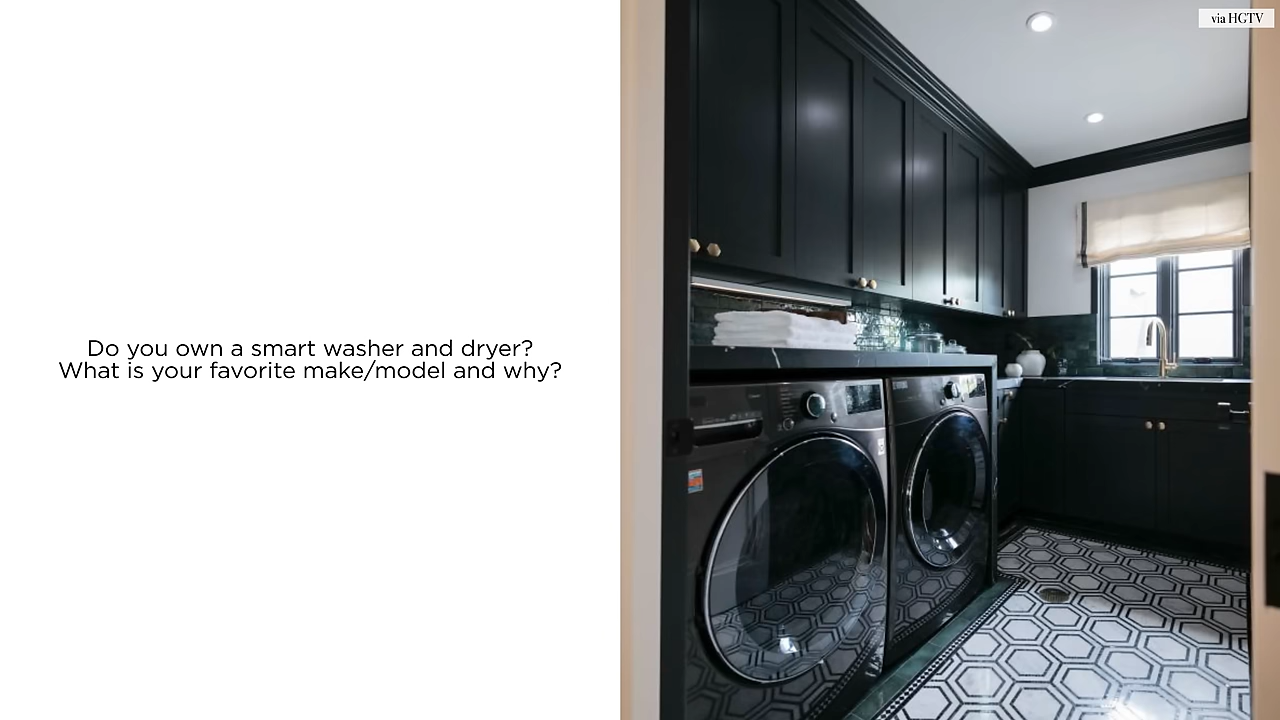 via HGTV
Do you own a smart washer and dryer?
What is your favorite make/model and why?